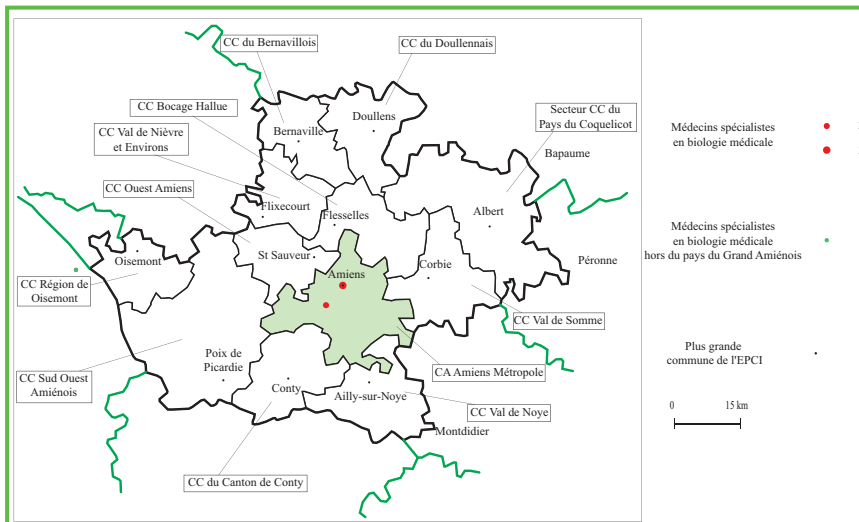 CC du Bernavillois
CC du Doullennais
CC Bocage Hallue
Secteur CC du
Pays du Coquelicot
CC Val de Nièvre
et Environs
Doullens
Bernaville
Bapaume
CC Ouest Amiens
Flixecourt
Flesselles
Albert
Oisemont
St Sauveur
Corbie
Péronne
Amiens
CC Région de
Oisemont
CC Val de Somme
CC Sud Ouest
Amiénois
Poix de
Picardie
CA Amiens Métropole
Conty
Ailly-sur-Noye
CC Val de Noye
Montdidier
CC du Canton de Conty
Médecins spécialistes
en biologie médicale
Médecins spécialistes
en biologie médicale
hors du pays du Grand Amiénois
Plus grande
commune de l'EPCI
0 15 km